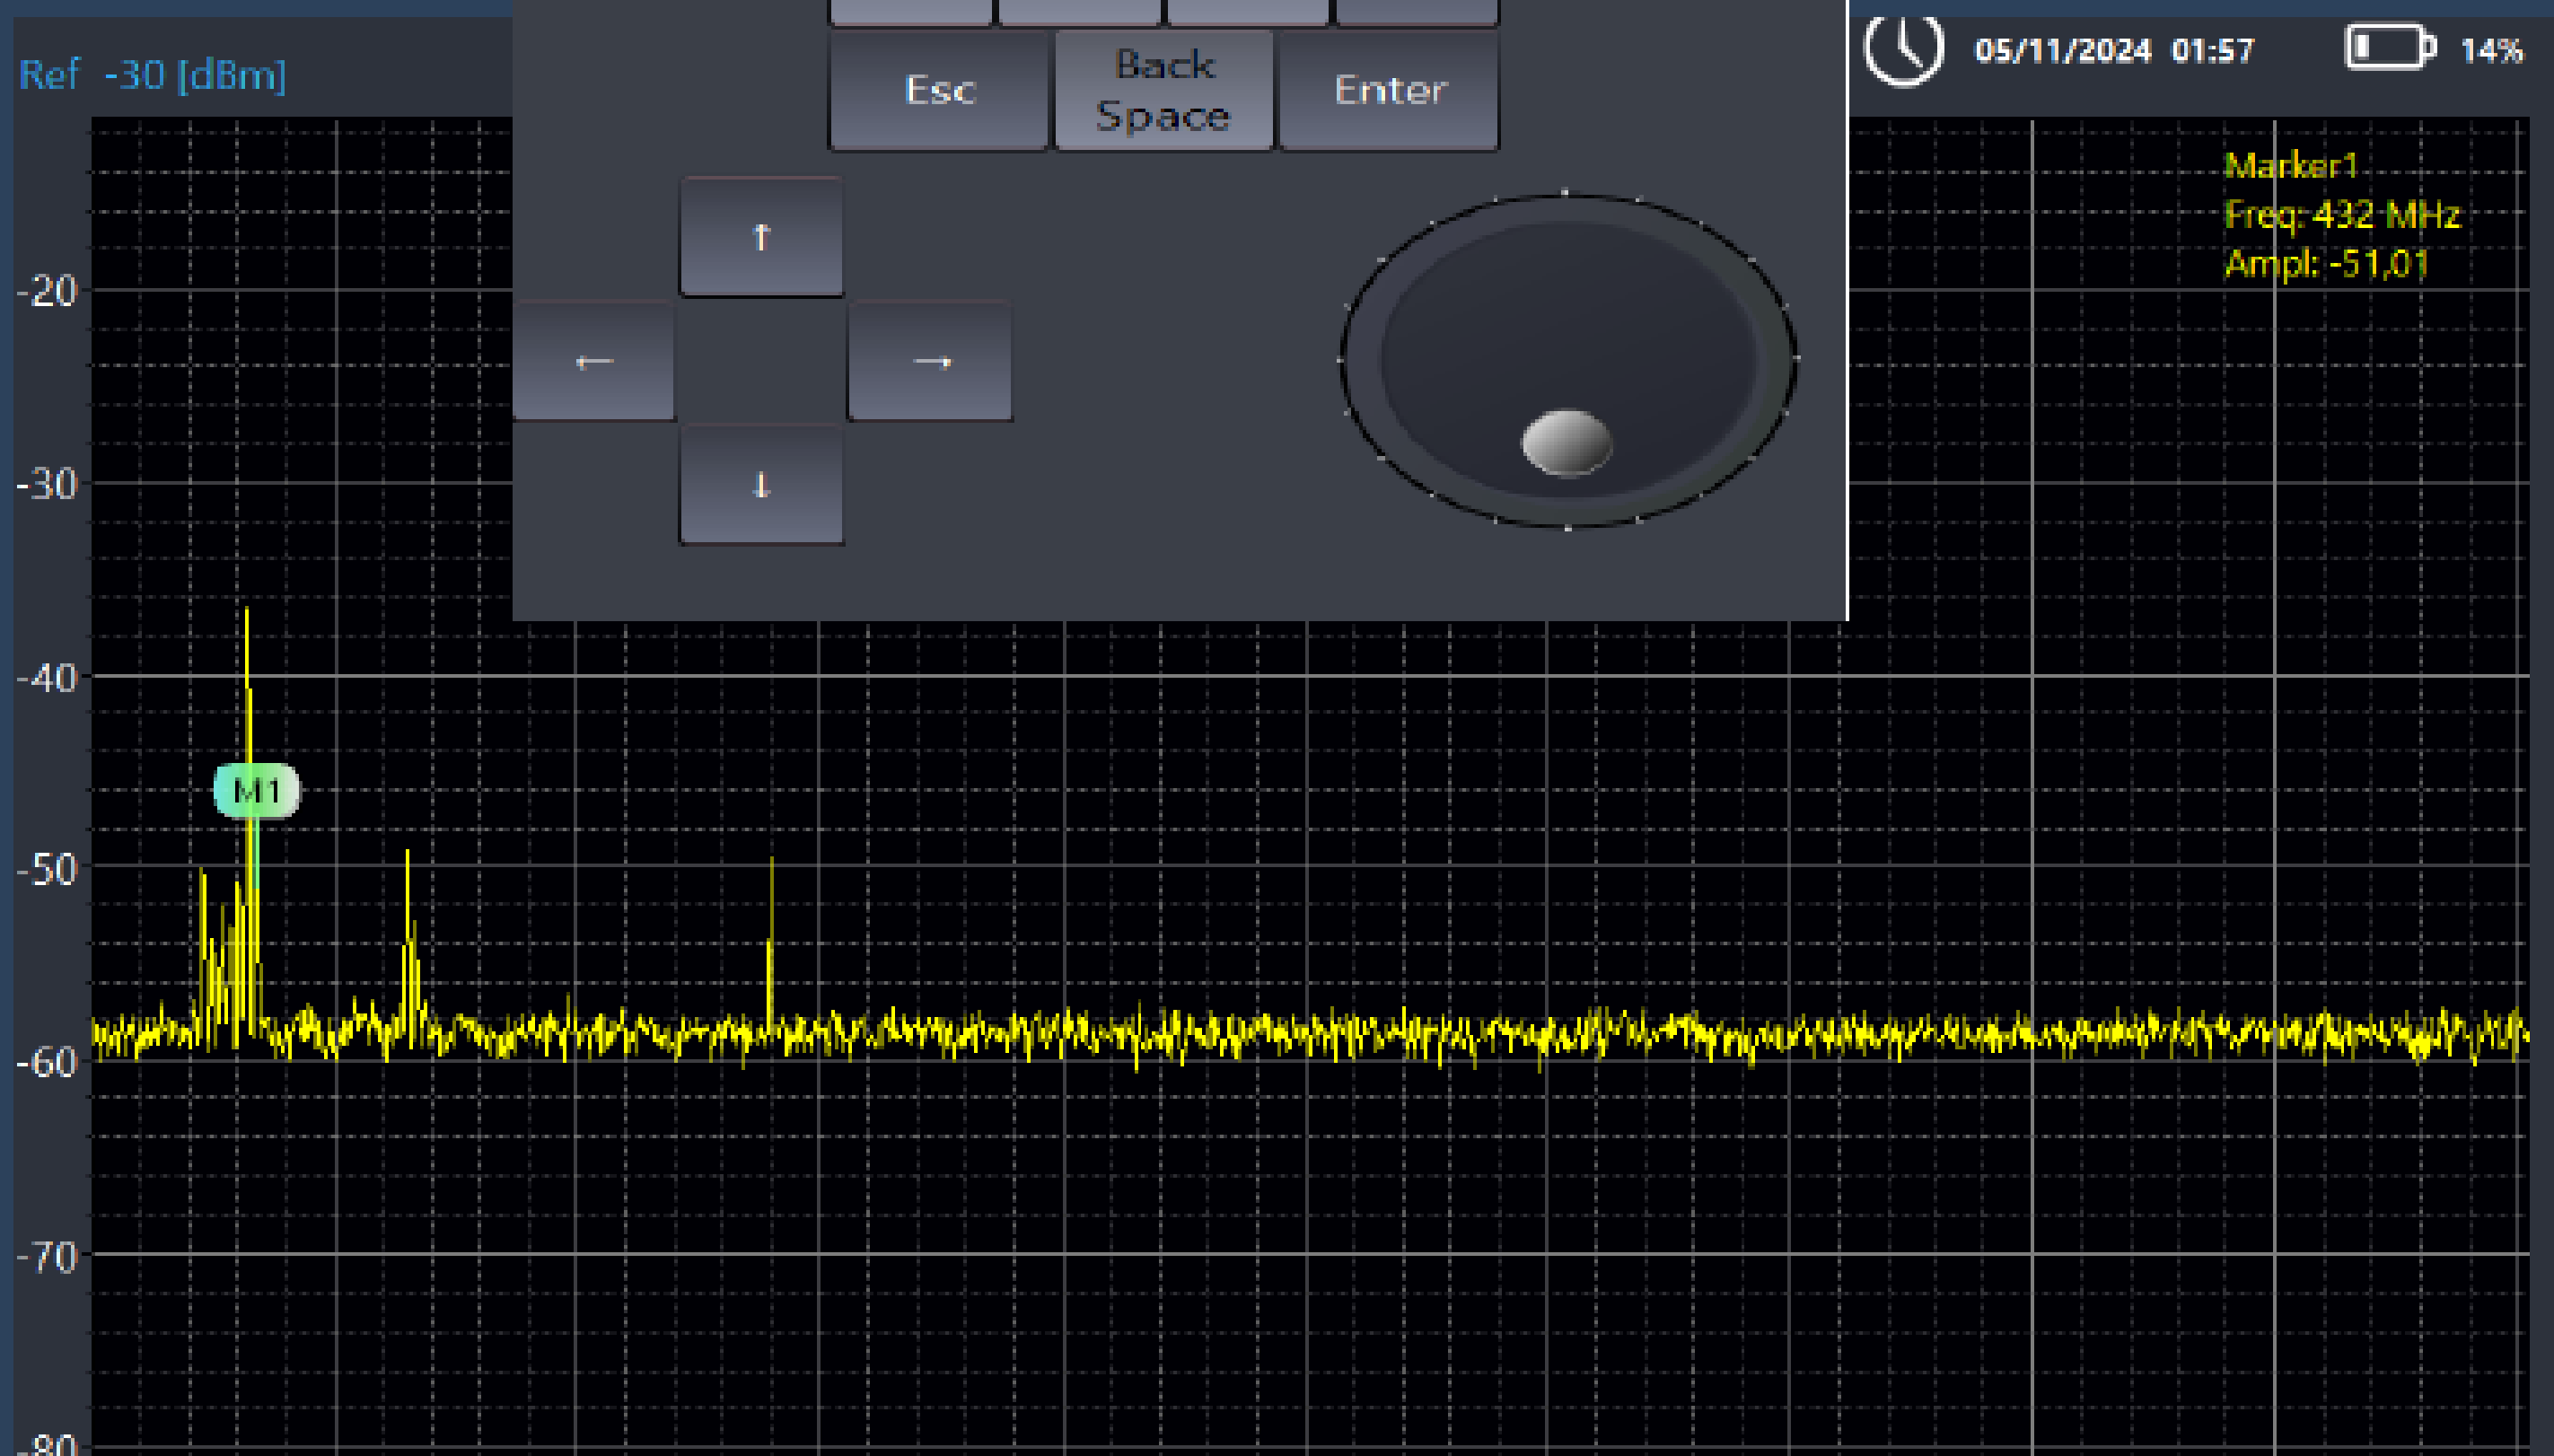 Ref -30 [dBm]
Esc
Back
Space
Enter
↑
←
→
↓
05/11/2024 01:57
14%
Marker1
Freq: 432 MHz
Ampl: -51,01
-20
-30
-40
M1
-50
-60
-70
-80